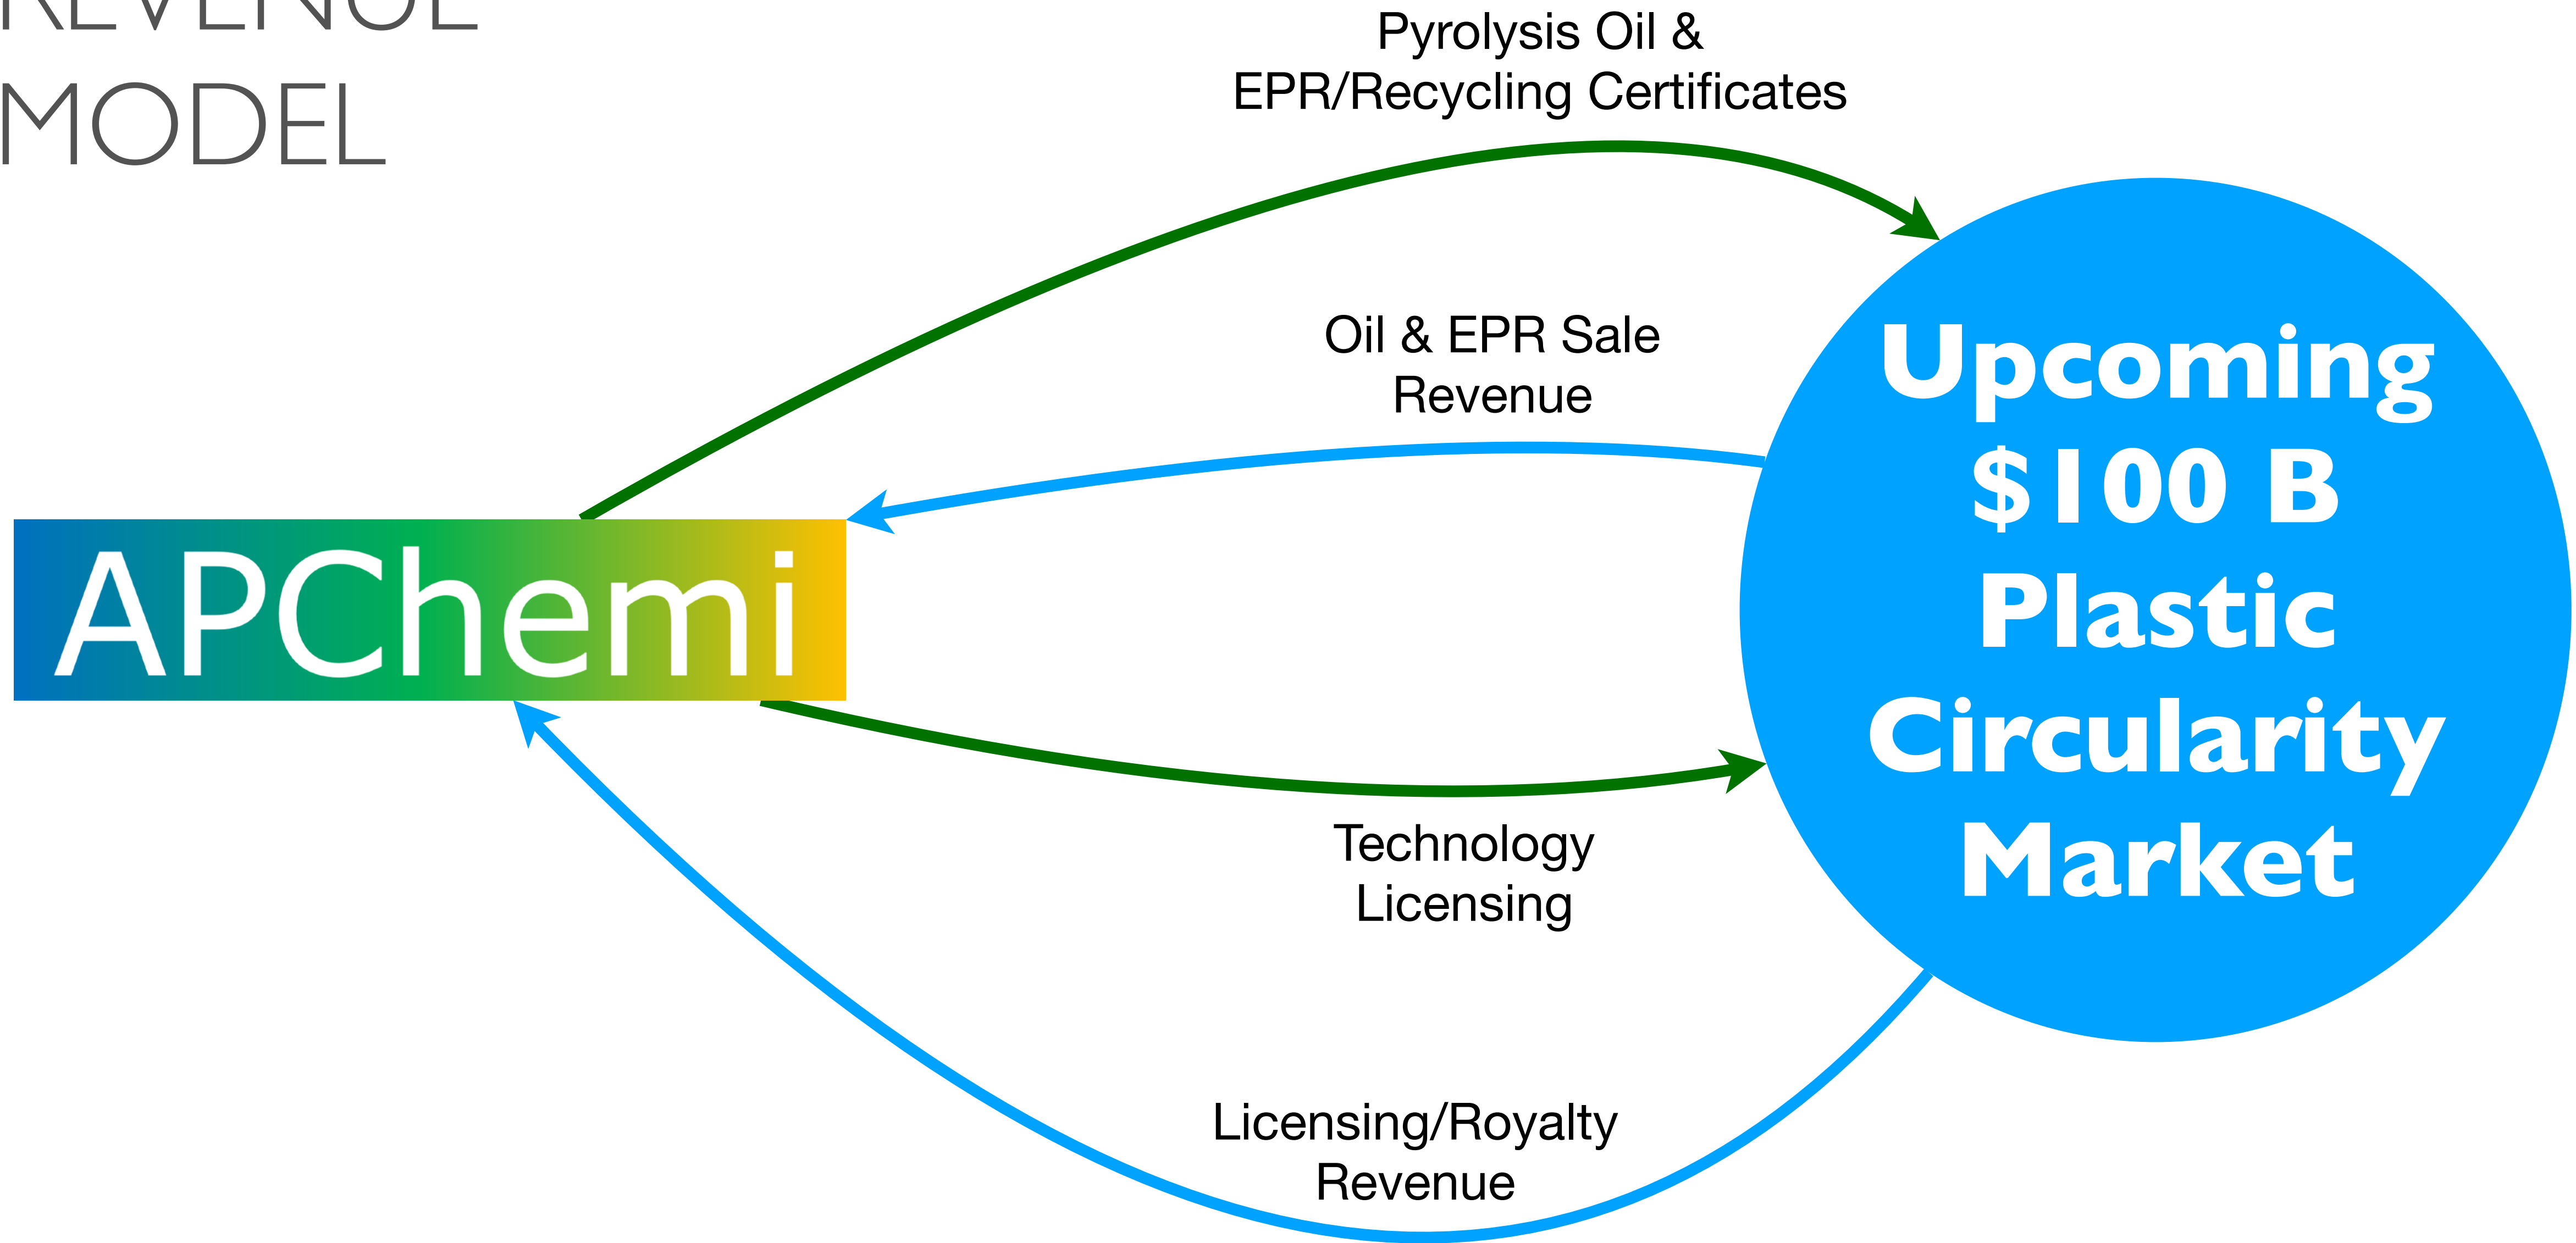 REVENUE
MODEL
Pyrolysis Oil &
EPR/Recycling Certificates
Oil & EPR Sale
Revenue
APChemi
Upcoming
$100 B
Plastic
Circularity
Market
Technology
Licensing
Licensing/Royalty
Revenue